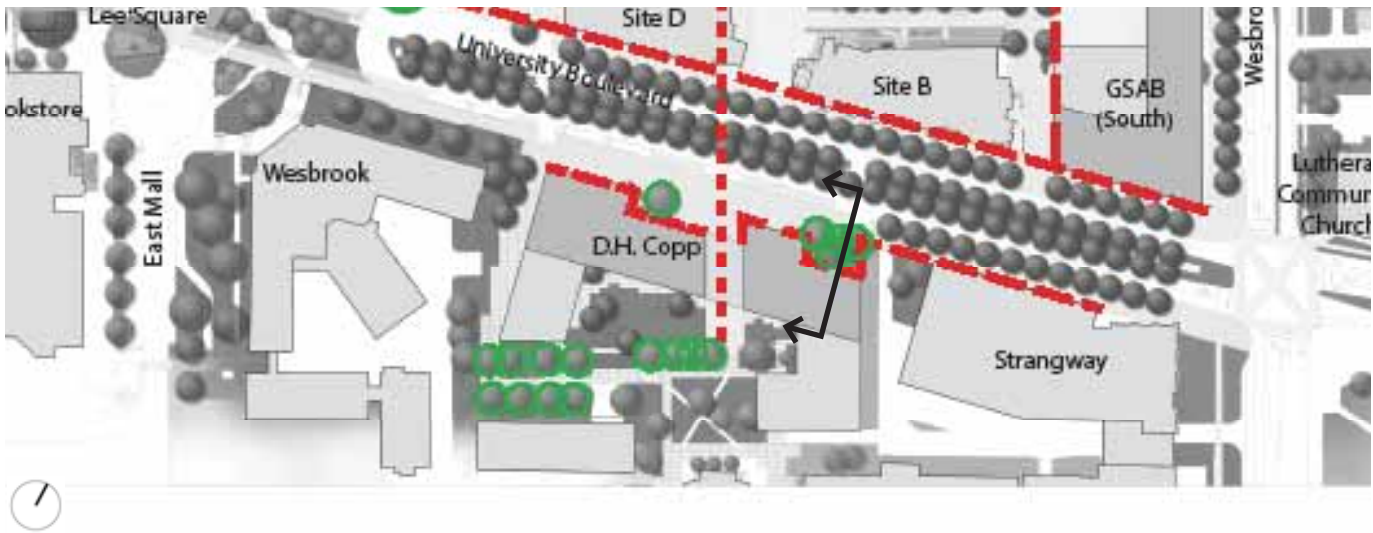 Lee Square
Site D
University Boulevard
Site B
GSAB
(South)
Wesbro
okstore
East Mall
Wesbrook
D.H. Copp
Luthera
Commun
Church
Strangway